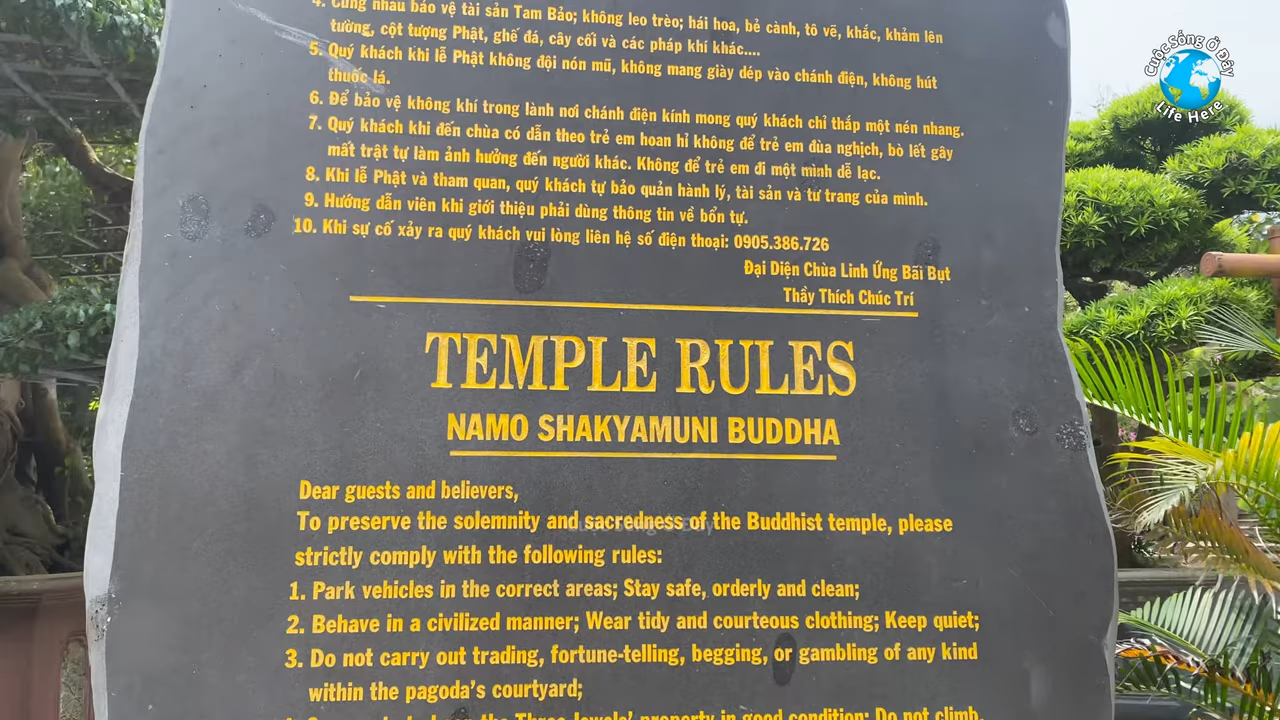 4. Cùng nhau bảo vệ tài sản Tam Bảo; không leo trèo; hái hoa, bẻ cành, tô vẽ, khắc, khảm lên
tường, cột tượng Phật, ghế đá, cây cối và các pháp khí khác....
5. Quý khách khi lễ Phật không đội nón mũ, không mang giày dép vào chánh điện, không hút
thuốc lá.
6. Để bảo vệ không khí trong lành nơi chánh điện kính mong quý khách chỉ thắp một nén nhang.
7. Quý khách khi đến chùa có dẫn theo trẻ em hoan hỉ không để trẻ em đùa nghịch, bò lết gây
mất trật tự làm ảnh hưởng đến người khác. Không để trẻ em đi một mình dễ lạc.
8. Khi lễ Phật và tham quan, quý khách tự bảo quản hành lý, tài sản và tư trang của mình.
9. Hướng dẫn viên khi giới thiệu phải dùng thông tin về bổn tự.
10. Khi sự cố xảy ra quý khách vui lòng liên hệ số điện thoại: 0905.386.726
Đại Diện Chùa Linh Ứng Bãi Bụt
Thầy Thích Chúc Trí
TEMPLE RULES
NAMO SHAKYAMUNI BUDDHA
Dear guests and believers,
To preserve the solemnity and sacredness of the Buddhist temple, please
strictly comply with the following rules:
1. Park vehicles in the correct areas; Stay safe, orderly and clean;
2. Behave in a civilized manner; Wear tidy and courteous clothing; Keep quiet;
3. Do not carry out trading, fortune-telling, begging, or gambling of any kind
within the pagoda's courtyard;
the Three Jewels' property in good condition; Do not climb,
Cuộc Sống Ở Đây
Life Here